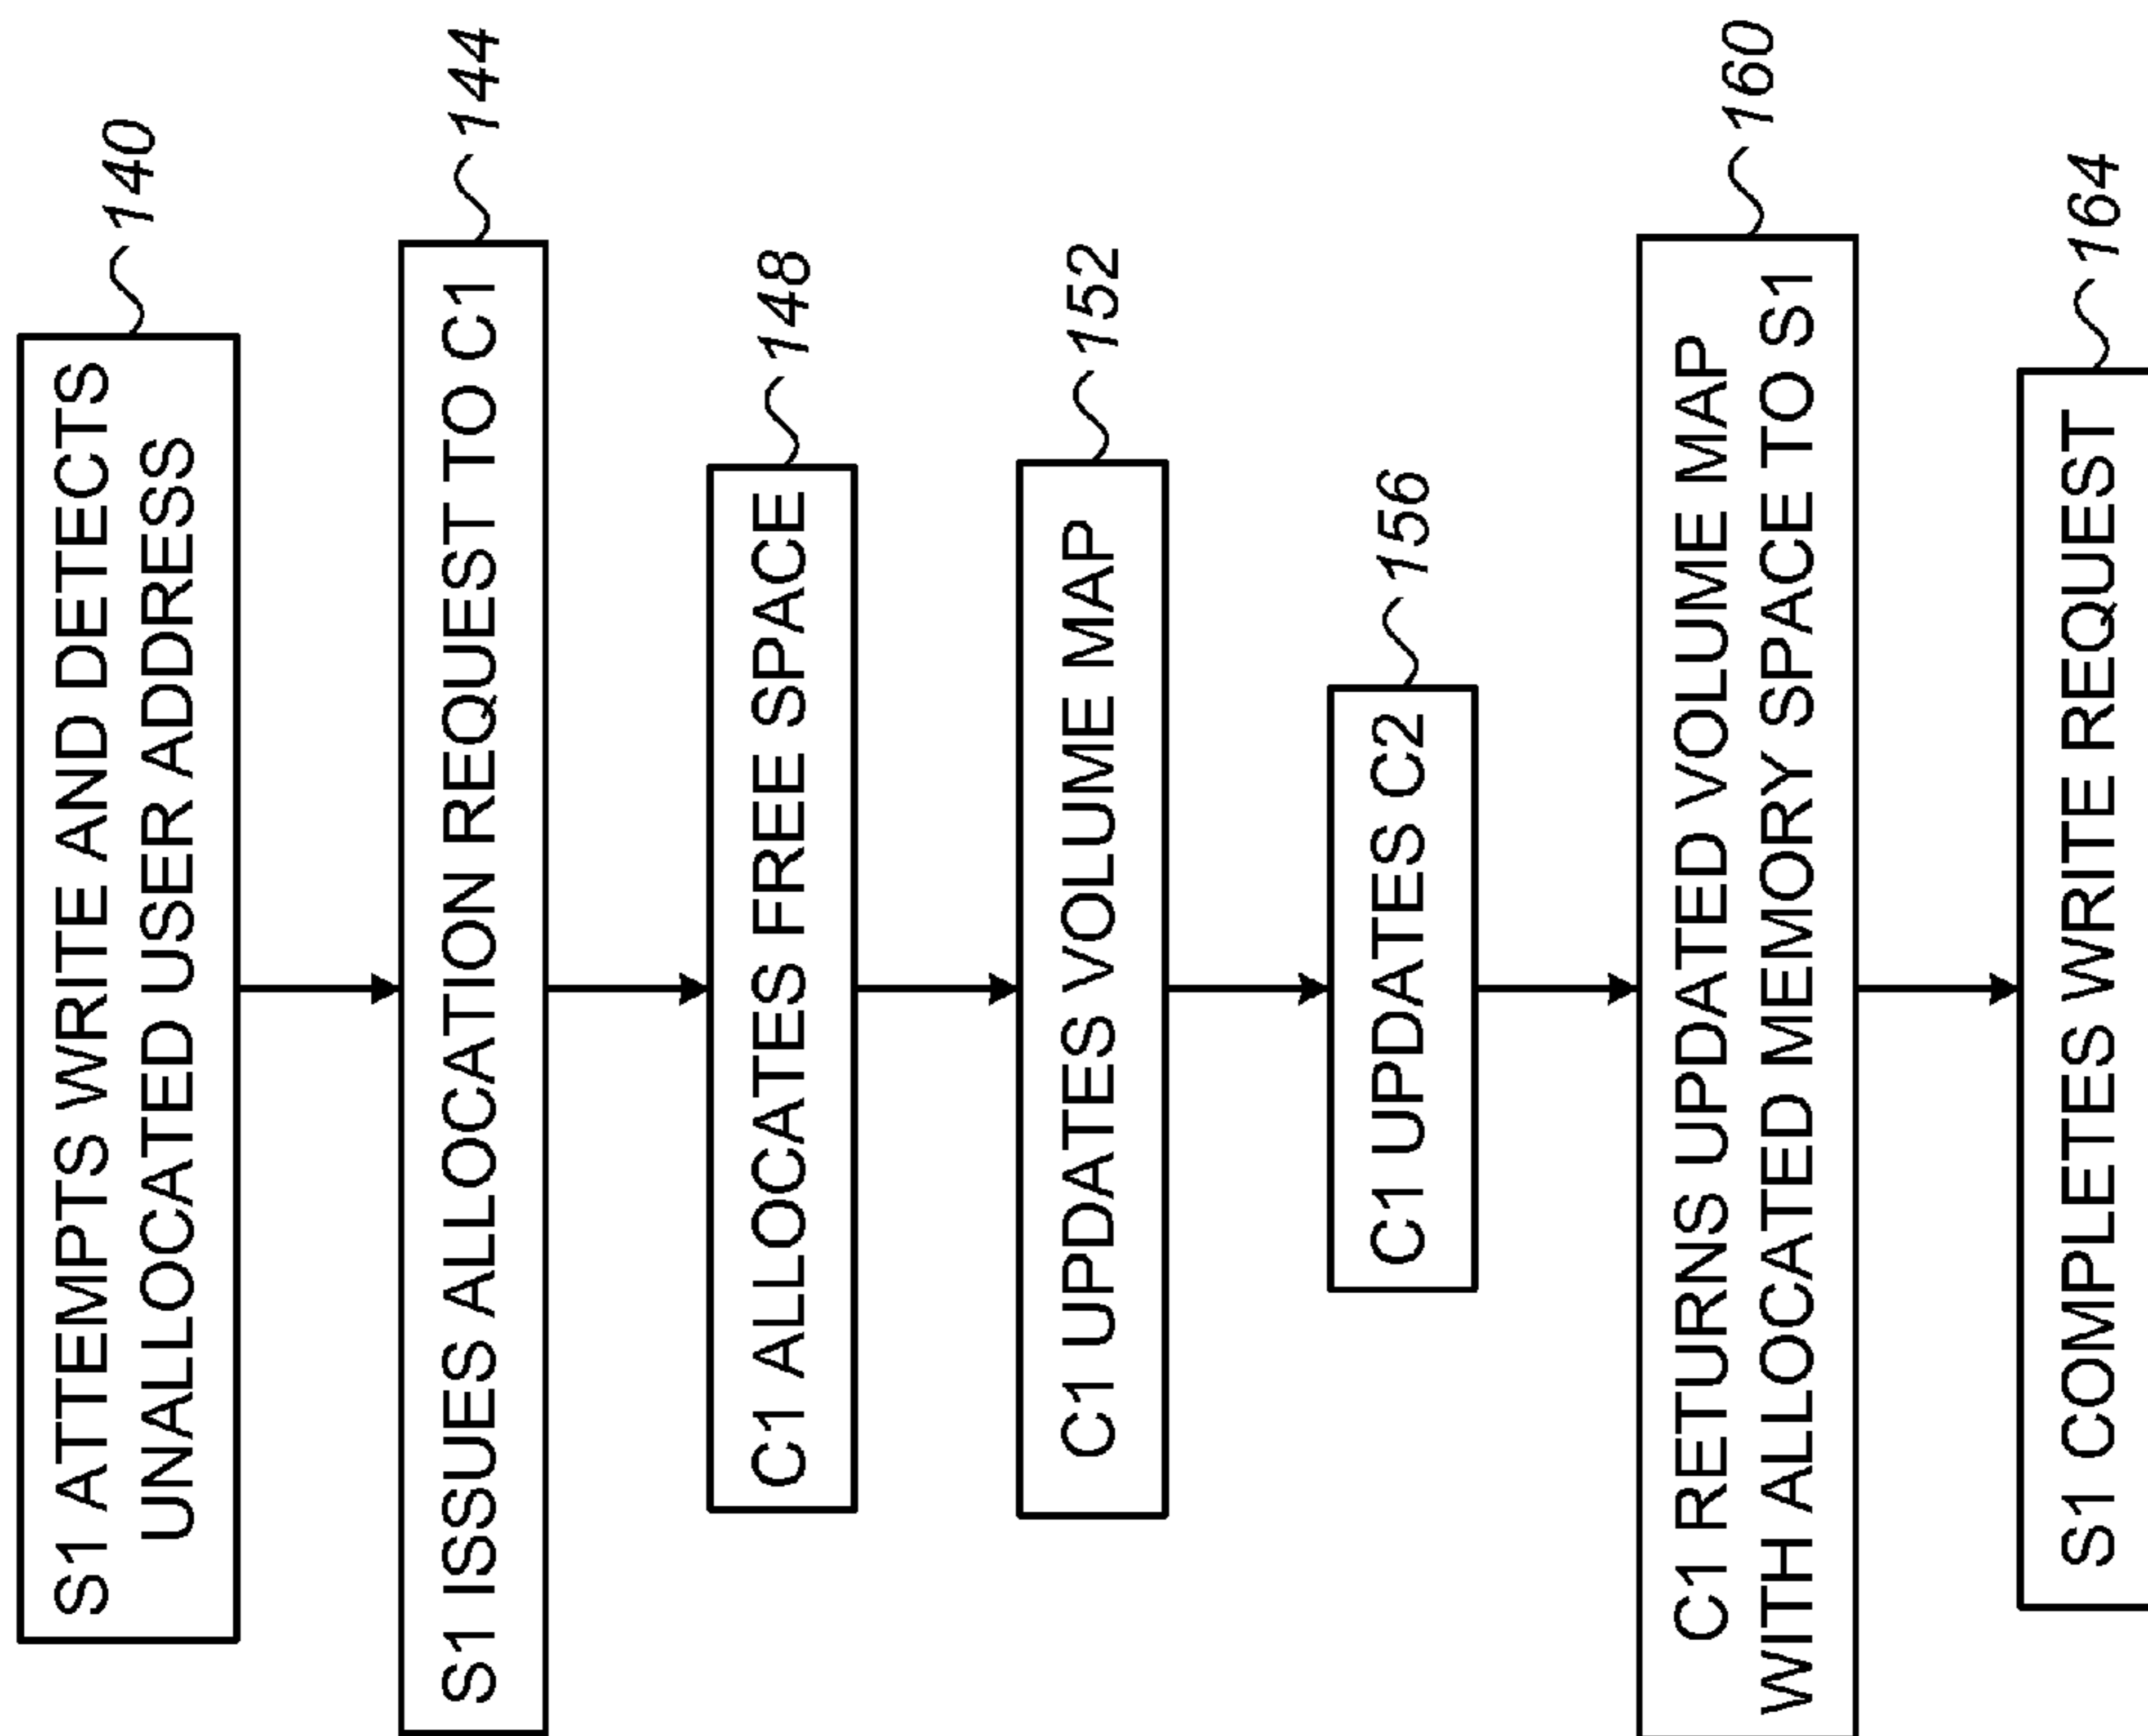 S1 ATTEMPTS WRITE AND DETECTS
UNALLOCATED USER ADDRESS
140
S1 ISSUES ALLOCATION REQUEST TO C1
144
C1 ALLOCATES FREE SPACE
148
C1 UPDATES VOLUME MAP
152
C1 UPDATES C2
156
C1 RETURNS UPDATED VOLUME MAP
WITH ALLOCATED MEMORY SPACE TO S1
160
S1 COMPLETES WRITE REQUEST
164